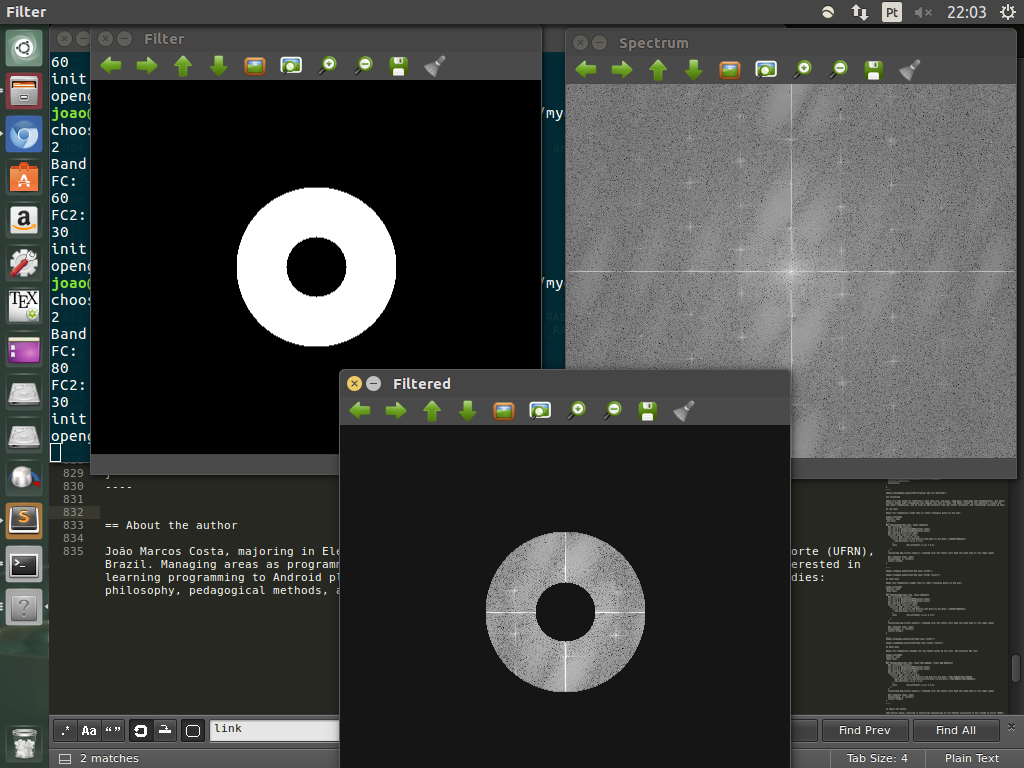 Filter
Pt
22:03
Filter
Spectrum
60
init
openg
joao@
/my
choos
2
Band
FC:
60
FC2:
30
init
openg
joao@
/my
choos
2
Band
FC:
80
FC2:
30
init
openg
Filtered
829
830 ----
831
832
833 == About the author
834
835 João Marcos Costa, majoring in Ele orte (UFRN),
Brazil. Managing areas as programm erested in
learning programming to Android pl dies:
philosophy, pedagogical methods, a
.* Aa “” link Find Prev Find All
2 matches Tab Size: 4 Plain Text